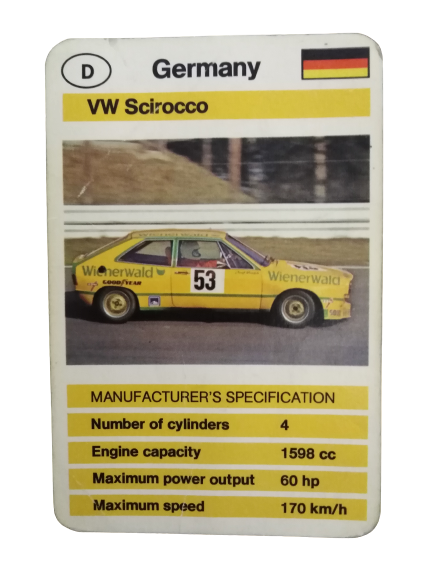 D
Germany
VW Scirocco
Wienerwald
GOODYEAR
53
Wienerwald
MANUFACTURER'S SPECIFICATION
Number of cylinders 4
Engine capacity 1598 cc
Maximum power output 60 hp
Maximum speed 170 km/h